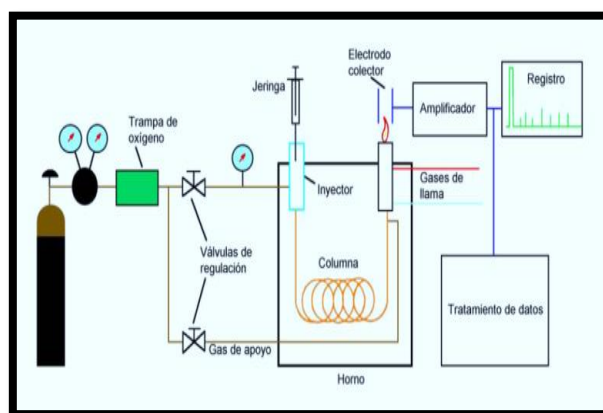 Electrodo
colector
Registro
Jeringa
Amplificador
Trampa de
oxígeno
Gases de
llama
Inyector
Válvulas de
regulación
Columna
Tratamiento de datos
Gas de apoyo
Horno